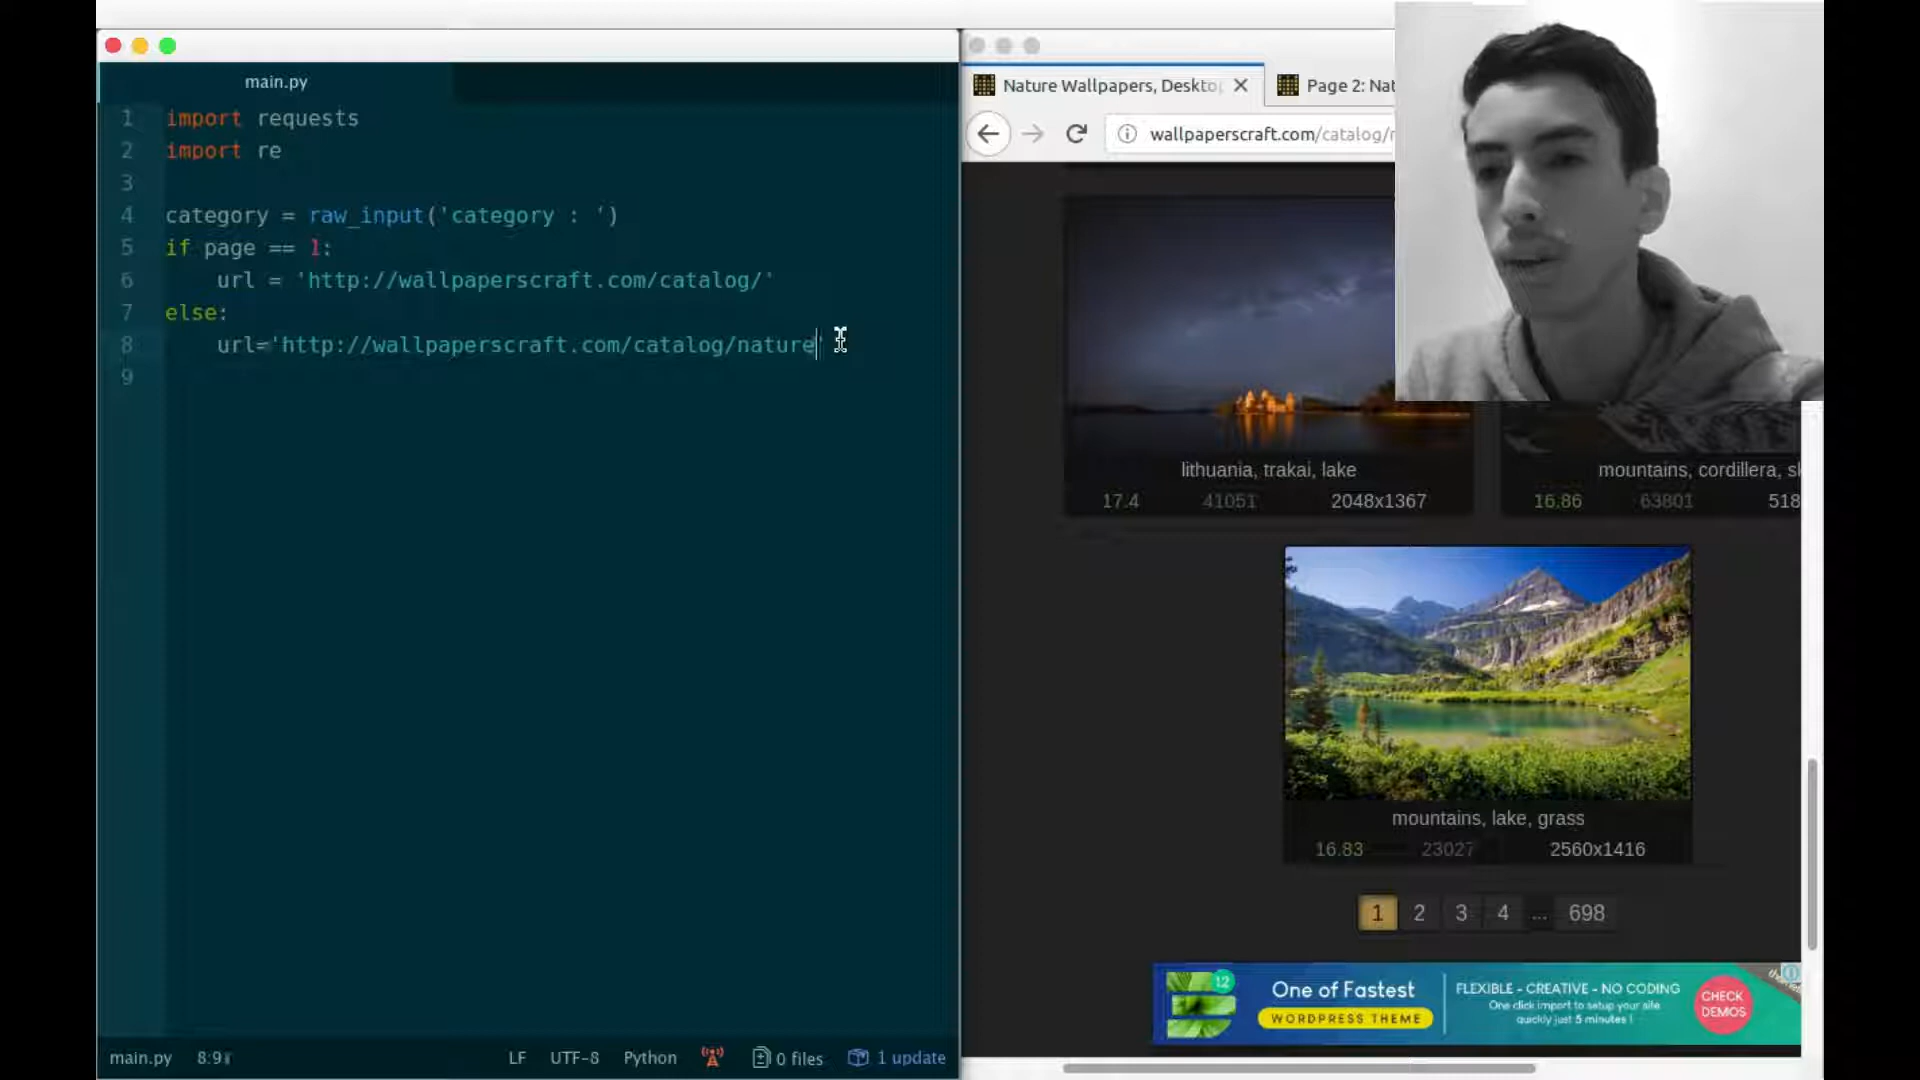 main.py
1 import requests
2 import re
3
4 category = raw_input('category : ')
5 if page == 1:
6 url = 'http://wallpaperscraft.com/catalog/'
7 else:
8 url='http://wallpaperscraft.com/catalog/nature'
9
main.py 8:9 LF UTF-8 Python 0 files 1 update
Nature Wallpapers, Deskto
Page 2: Nat
wallpaperscraft.com/catalog/
lithuania, trakai, lake
17.4 41051 2048x1367
mountains, cordillera, sk
16.86 63801 518
mountains, lake, grass
16.83 23027 2560x1416
1 2 3 4 ... 698
12
One of Fastest
WORDPRESS THEME
FLEXIBLE - CREATIVE - NO CODING
One click import to setup your site
quickly just 5 minutes !
CHECK
DEMOS